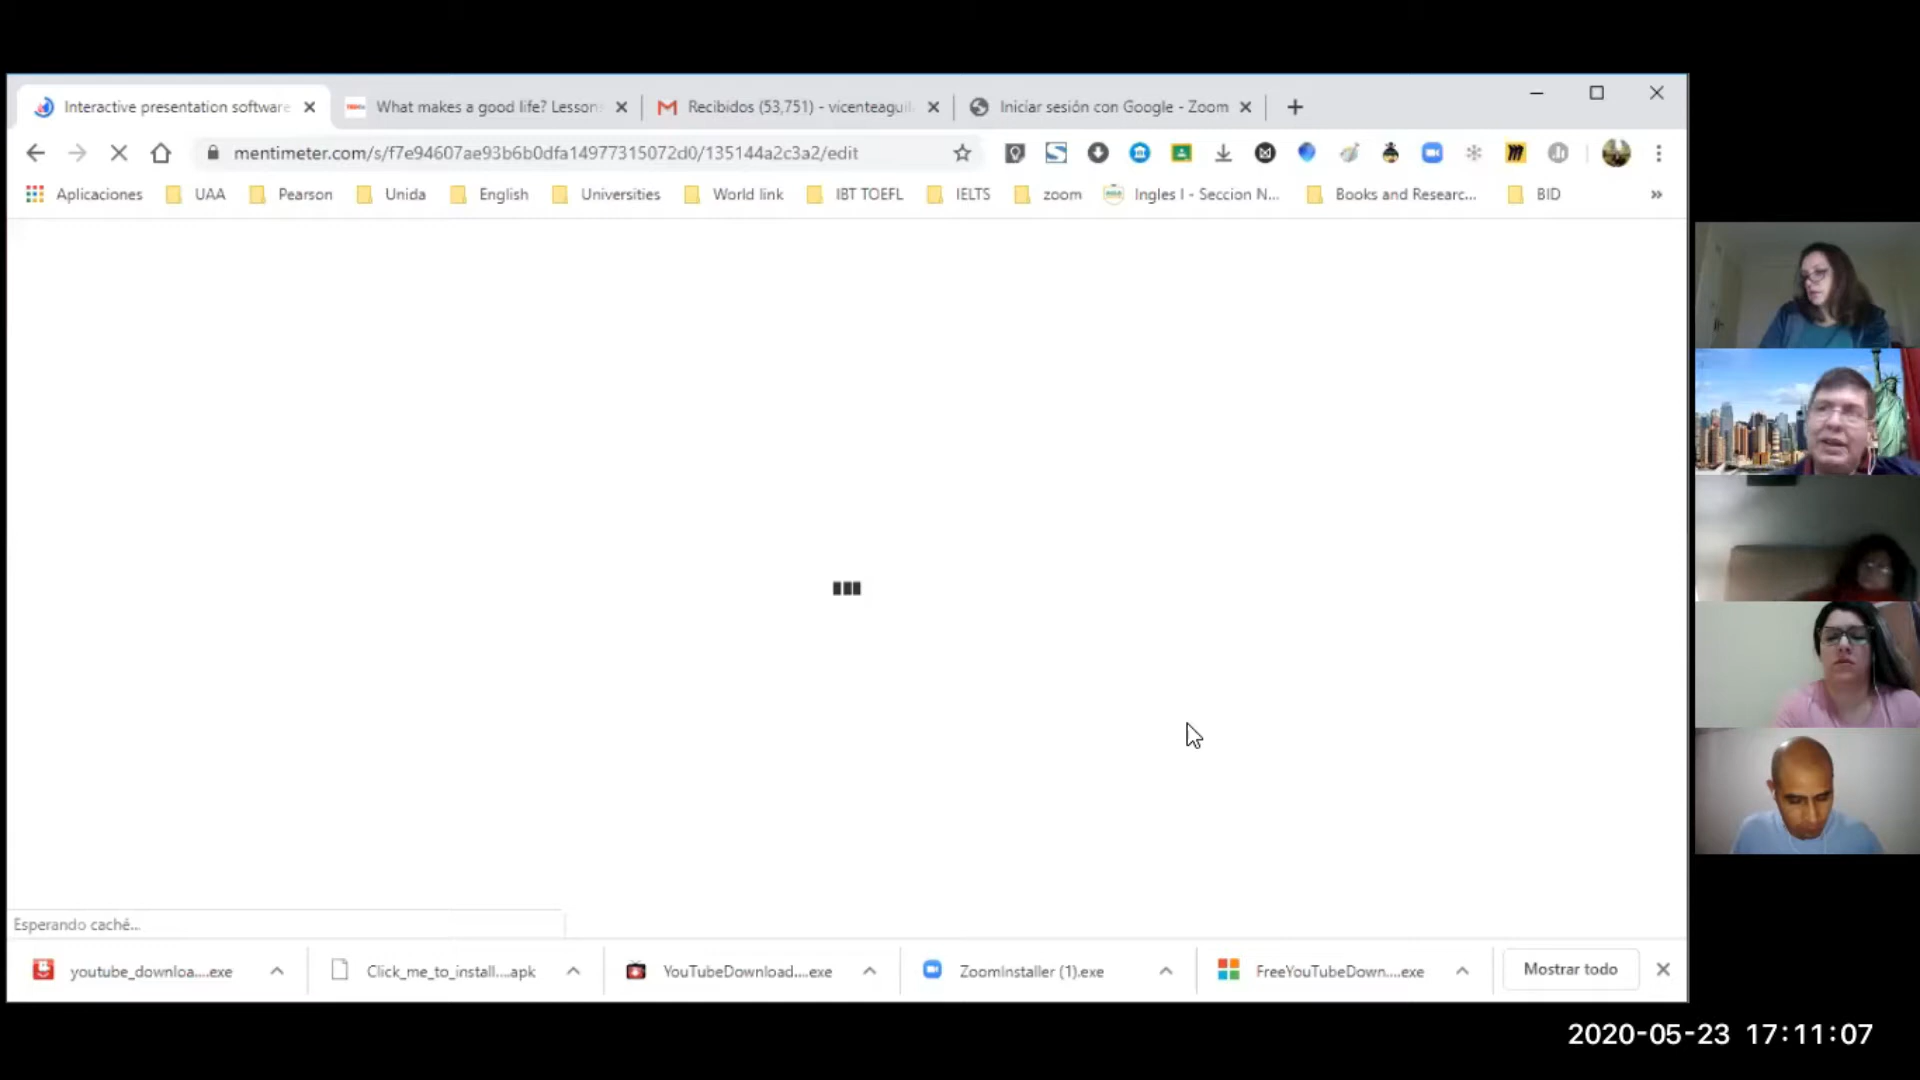 Interactive presentation software
What makes a good life? Lessons
Recibidos (53,751) - vicenteaguil
Iniciar sesión con Google - Zoom
mentimeter.com/s/f7e94607ae93b6b0dfa14977315072d0/135144a2c3a2/edit
Aplicaciones
UAA
Pearson
Unida
English
Universities
World link
IBT TOEFL
IELTS
zoom
Ingles I - Seccion N...
Books and Researc...
BID
Esperando caché...
youtube_downloa....exe
Click_me_to_install....apk
YouTubeDownload....exe
ZoomInstaller (1).exe
FreeYouTubeDown....exe
Mostrar todo
2020-05-23 17:11:07